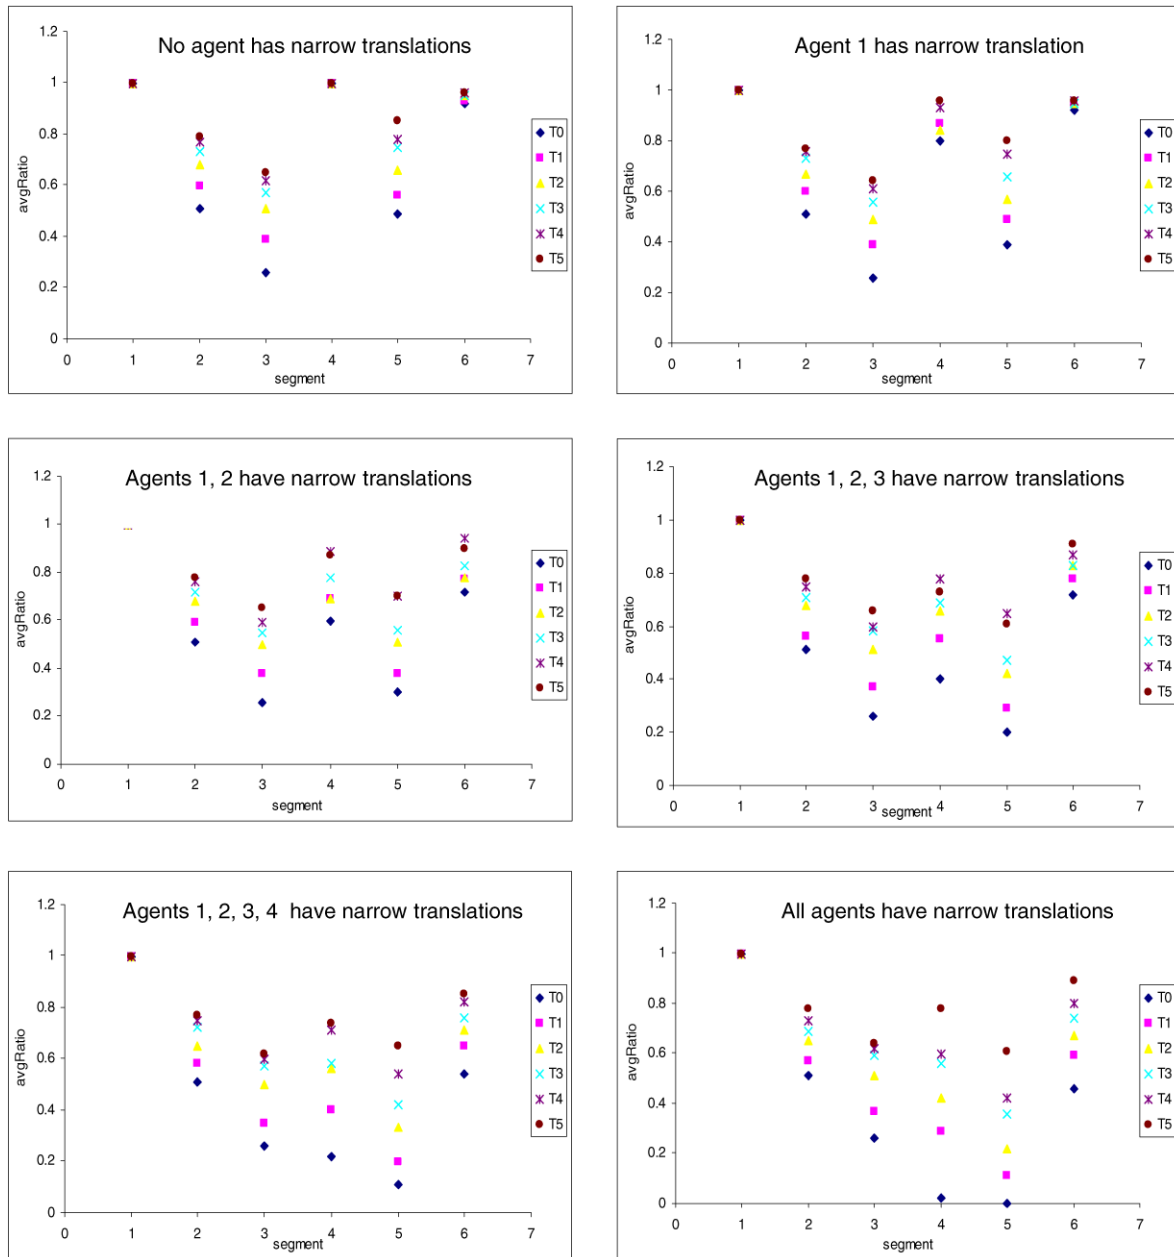 No agent has narrow translations
1.2
1
0.8
0.6
0.4
0.2
0
avgRatio
0 1 2 3 4 5 6 7
segment
T0
T1
T2
T3
T4
T5
Agent 1 has narrow translation
1.2
1
0.8
0.6
0.4
0.2
0
avgRatio
0 1 2 3 4 5 6 7
segment
T0
T1
T2
T3
T4
T5
Agents 1, 2 have narrow translations
1.2
1
0.8
0.6
0.4
0.2
0
avgRatio
0 1 2 3 4 5 6 7
segment
T0
T1
T2
T3
T4
T5
Agents 1, 2, 3 have narrow translations
1.2
1
0.8
0.6
0.4
0.2
0
avgRatio
0 1 2 3 4 5 6 7
segment
T0
T1
T2
T3
T4
T5
Agents 1, 2, 3, 4 have narrow translations
1.2
1
0.8
0.6
0.4
0.2
0
avgRatio
0 1 2 3 4 5 6 7
segment
T0
T1
T2
T3
T4
T5
All agents have narrow translations
1.2
1
0.8
0.6
0.4
0.2
0
avgRatio
0 1 2 3 4 5 6 7
segment
T0
T1
T2
T3
T4
T5